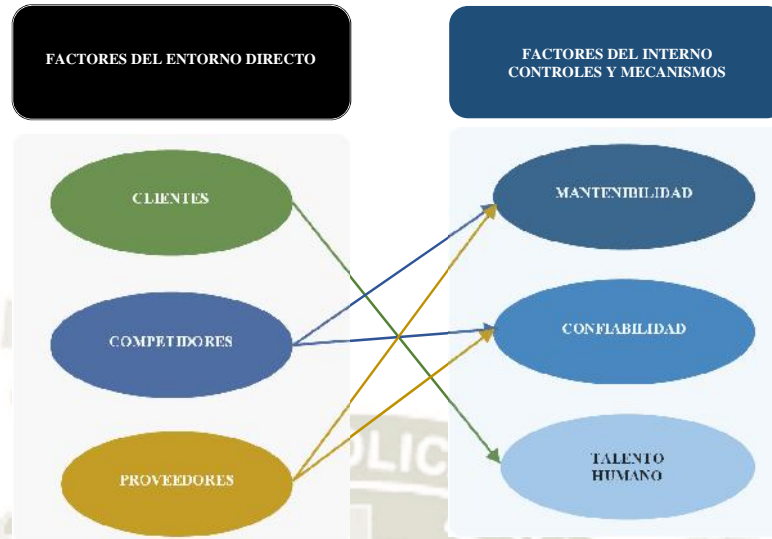 FACTORES DEL ENTORNO DIRECTO
FACTORES DEL INTERNO
CONTROLES Y MECANISMOS
CLIENTES
MANTENIBILIDAD
COMPETIDORES
CONFIABILIDAD
PROVEEDORES
TALENTO
HUMANO